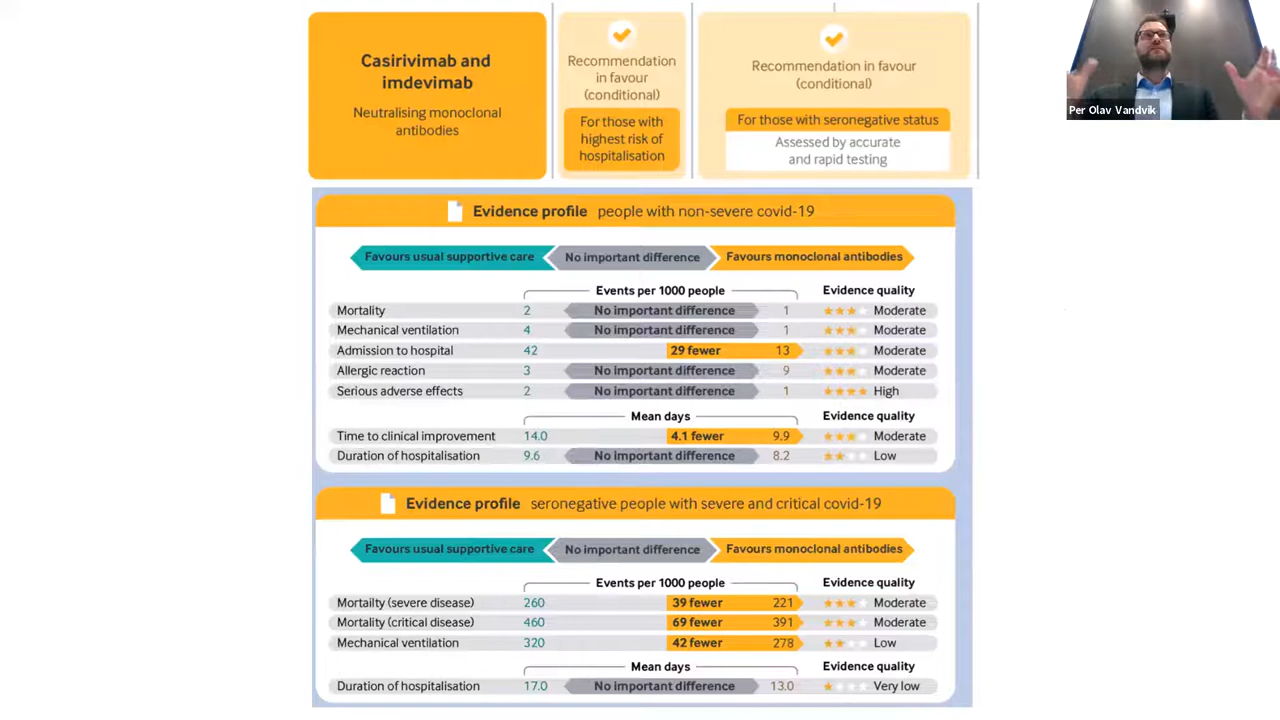 Casirivimab and
imdevimab
Neutralising monoclonal
antibodies
Recommendation
in favour
(conditional)
For those with
highest risk of
hospitalisation
Recommendation in favour
(conditional)
For those with seronegative status
Assessed by accurate
and rapid testing
Per Olav Vandvik
Evidence profile people with non-severe covid-19
Favours usual supportive care No important difference Favours monoclonal antibodies
Events per 1000 people Evidence quality
Mortality 2 No important difference 1 Moderate
Mechanical ventilation 4 No important difference 1 Moderate
Admission to hospital 42 29 fewer 13 Moderate
Allergic reaction 3 No important difference 9 Moderate
Serious adverse effects 2 No important difference 1 High
Mean days Evidence quality
Time to clinical improvement 14.0 4.1 fewer 9.9 Moderate
Duration of hospitalisation 9.6 No important difference 8.2 Low
Evidence profile seronegative people with severe and critical covid-19
Favours usual supportive care No important difference Favours monoclonal antibodies
Events per 1000 people Evidence quality
Mortality (severe disease) 260 39 fewer 221 Moderate
Mortality (critical disease) 460 69 fewer 391 Moderate
Mechanical ventilation 320 42 fewer 278 Low
Mean days Evidence quality
Duration of hospitalisation 17.0 No important difference 13.0 Very low